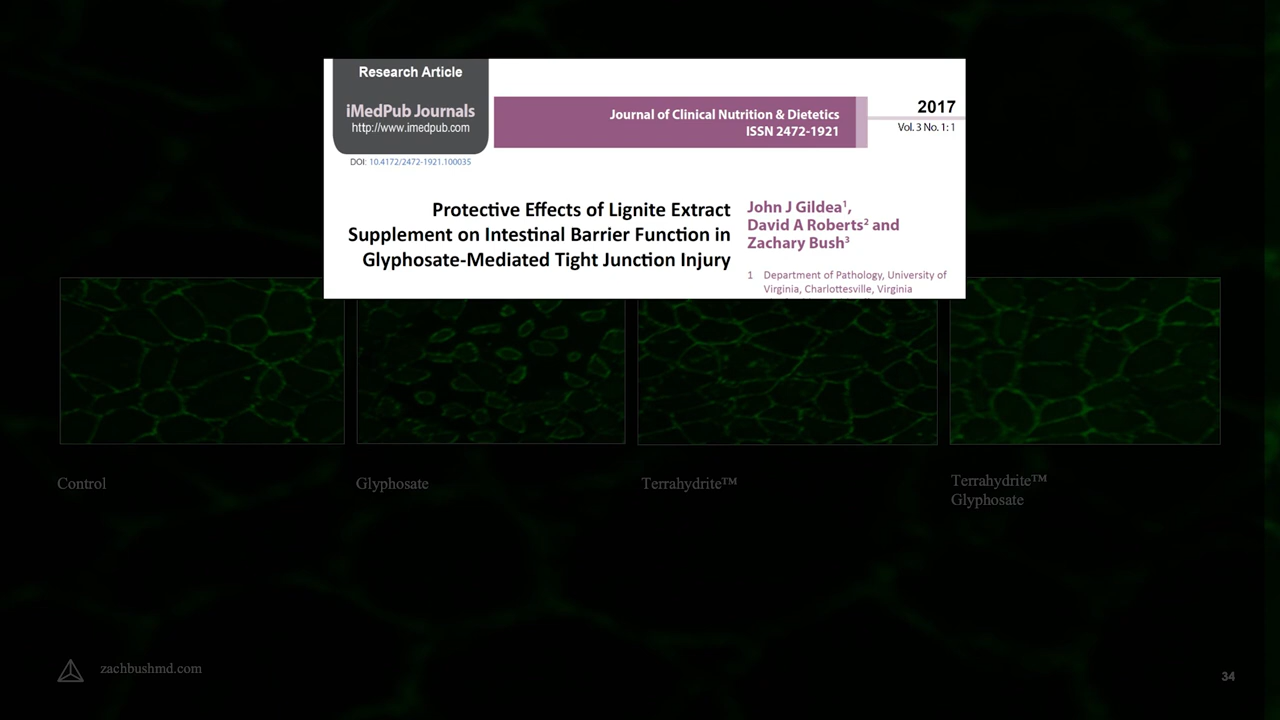 Research Article
iMedPub Journals
http://www.imedpub.com
Journal of Clinical Nutrition & Dietetics
ISSN 2472-1921
2017
Vol. 3 No. 1: 1
DOI: 10.4172/2472-1921.100035
Protective Effects of Lignite Extract
Supplement on Intestinal Barrier Function in
Glyphosate-Mediated Tight Junction Injury
John J Gildea1,
David A Roberts2 and
Zachary Bush3
1 Department of Pathology, University of
Virginia, Charlottesville, Virginia
Control
Glyphosate
Terrahydrite™
Terrahydrite™
Glyphosate
zachbushmd.com
34